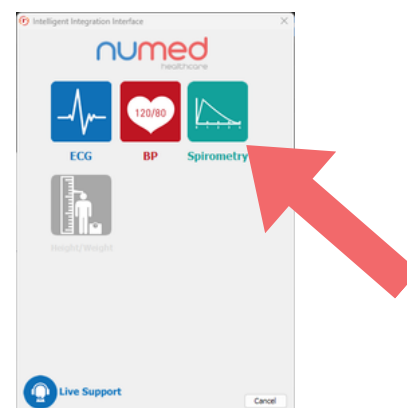 Intelligent Integration Interface
numed
healthcare
120/80
ECG BP Spirometry
Height/Weight
Live Support
Cancel